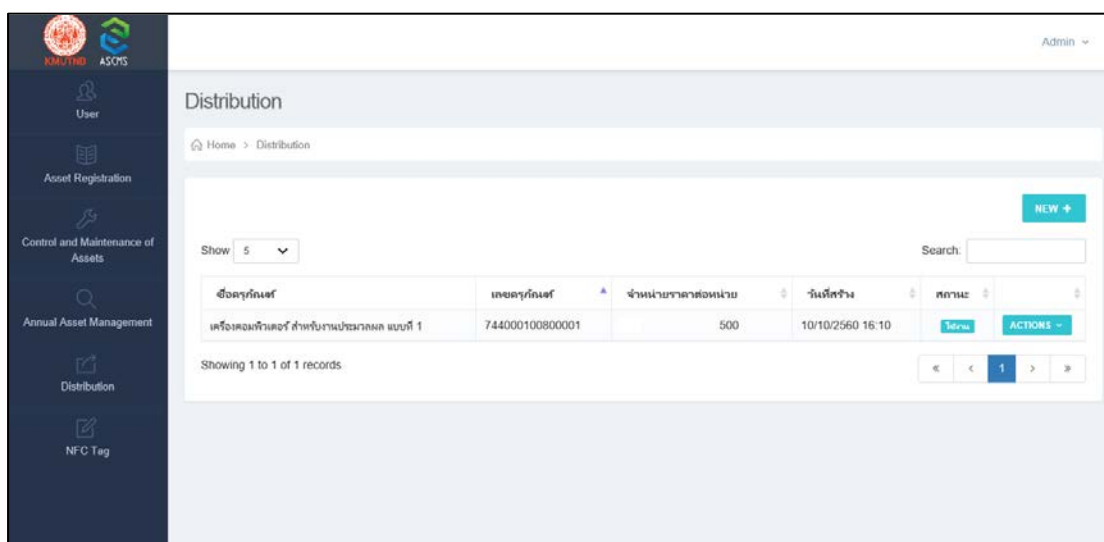 KMUTNB ASCMS
Admin
User
Asset Registration
Control and Maintenance of
Assets
Annual Asset Management
Distribution
NFC Tag
Distribution
Home > Distribution
NEW +
Show 5
Search:
ชื่อครุภัณฑ์ เลขครุภัณฑ์ จำหน่ายราคาต่อหน่วย วันที่สร้าง สถานะ
เครื่องคอมพิวเตอร์ สำหรับงานประมวลผล แบบที่ 1 744000100800001 500 10/10/2560 16:10 ใช้งาน ACTIONS
Showing 1 to 1 of 1 records
« < 1 > »